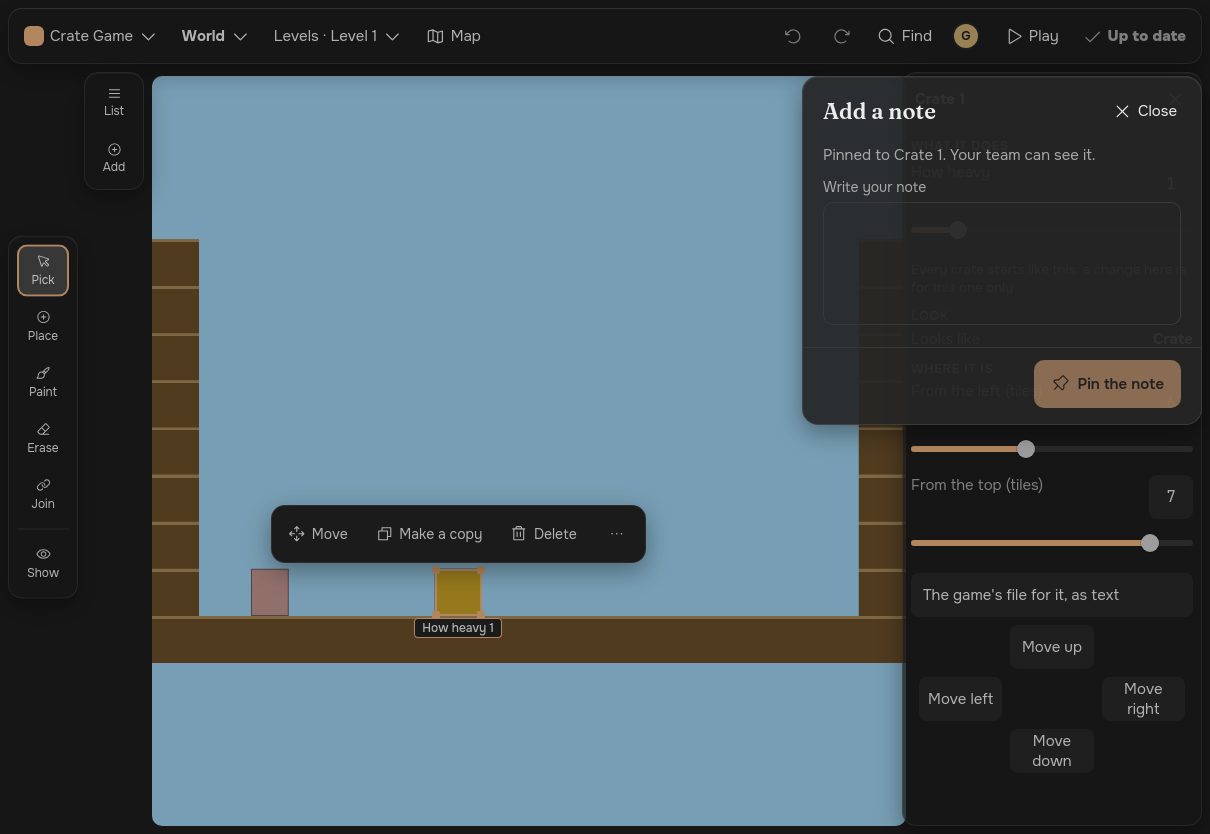 Crate Game
World
Levels · Level 1
Map
Find
G
Play
Up to date
List
Add
Pick
Place
Paint
Erase
Join
Show
Crate 1
Add a note
Close
WHAT IT DOES
Pinned to Crate 1. Your team can see it.
How heavy
1
Write your note
Every crate starts like this; a change here is
for this one only.
LOOK
Looks like
Crate
WHERE IT IS
From the left (tiles)
Pin the note
From the top (tiles)
7
Move
Make a copy
Delete
···
How heavy 1
The game's file for it, as text
Move up
Move left
Move
right
Move
down